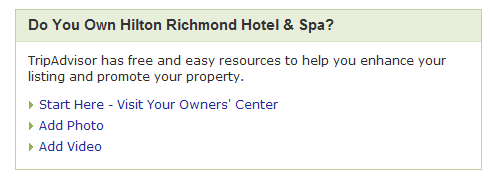 Do You Own Hilton Richmond Hotel & Spa?
TripAdvisor has free and easy resources to help you enhance your
listing and promote your property.
Start Here - Visit Your Owners' Center
Add Photo
Add Video